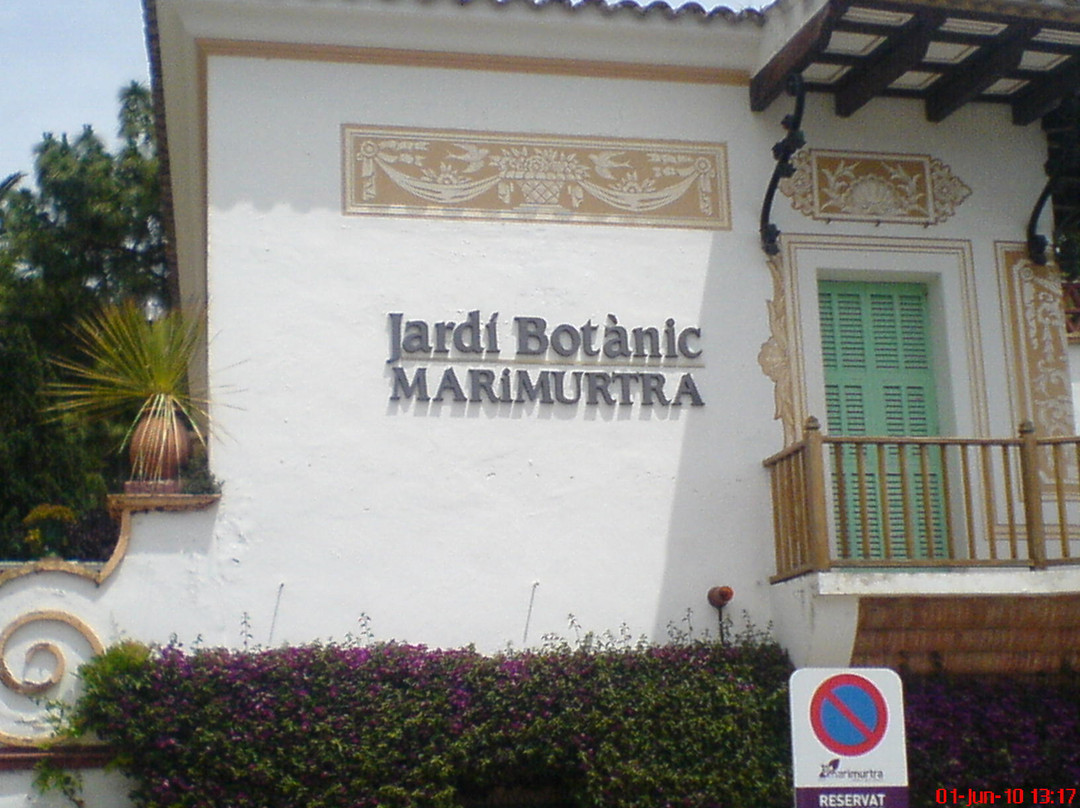 Jardí Botànic
MARiMURTRA
marimurtra
RESERVAT
01-Jun-10 13:17